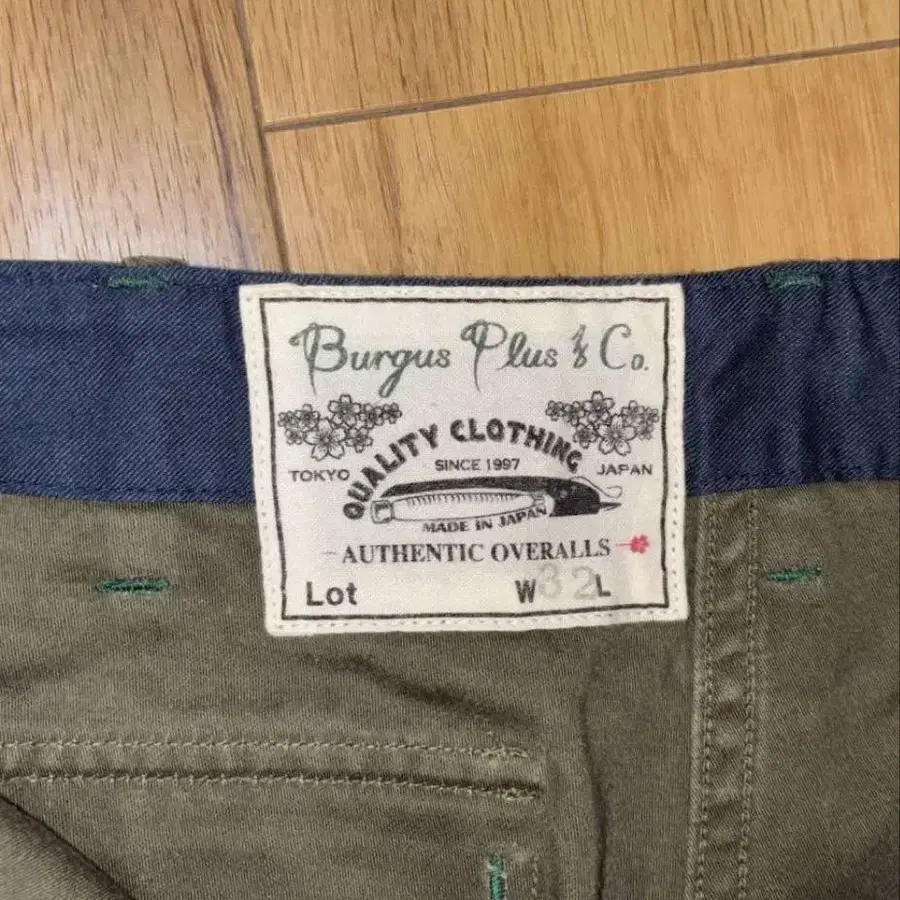 Burgus Plus & Co.
QUALITY CLOTHING
TOKYO SINCE 1997 JAPAN
MADE IN JAPAN
AUTHENTIC OVERALLS
Lot W32L